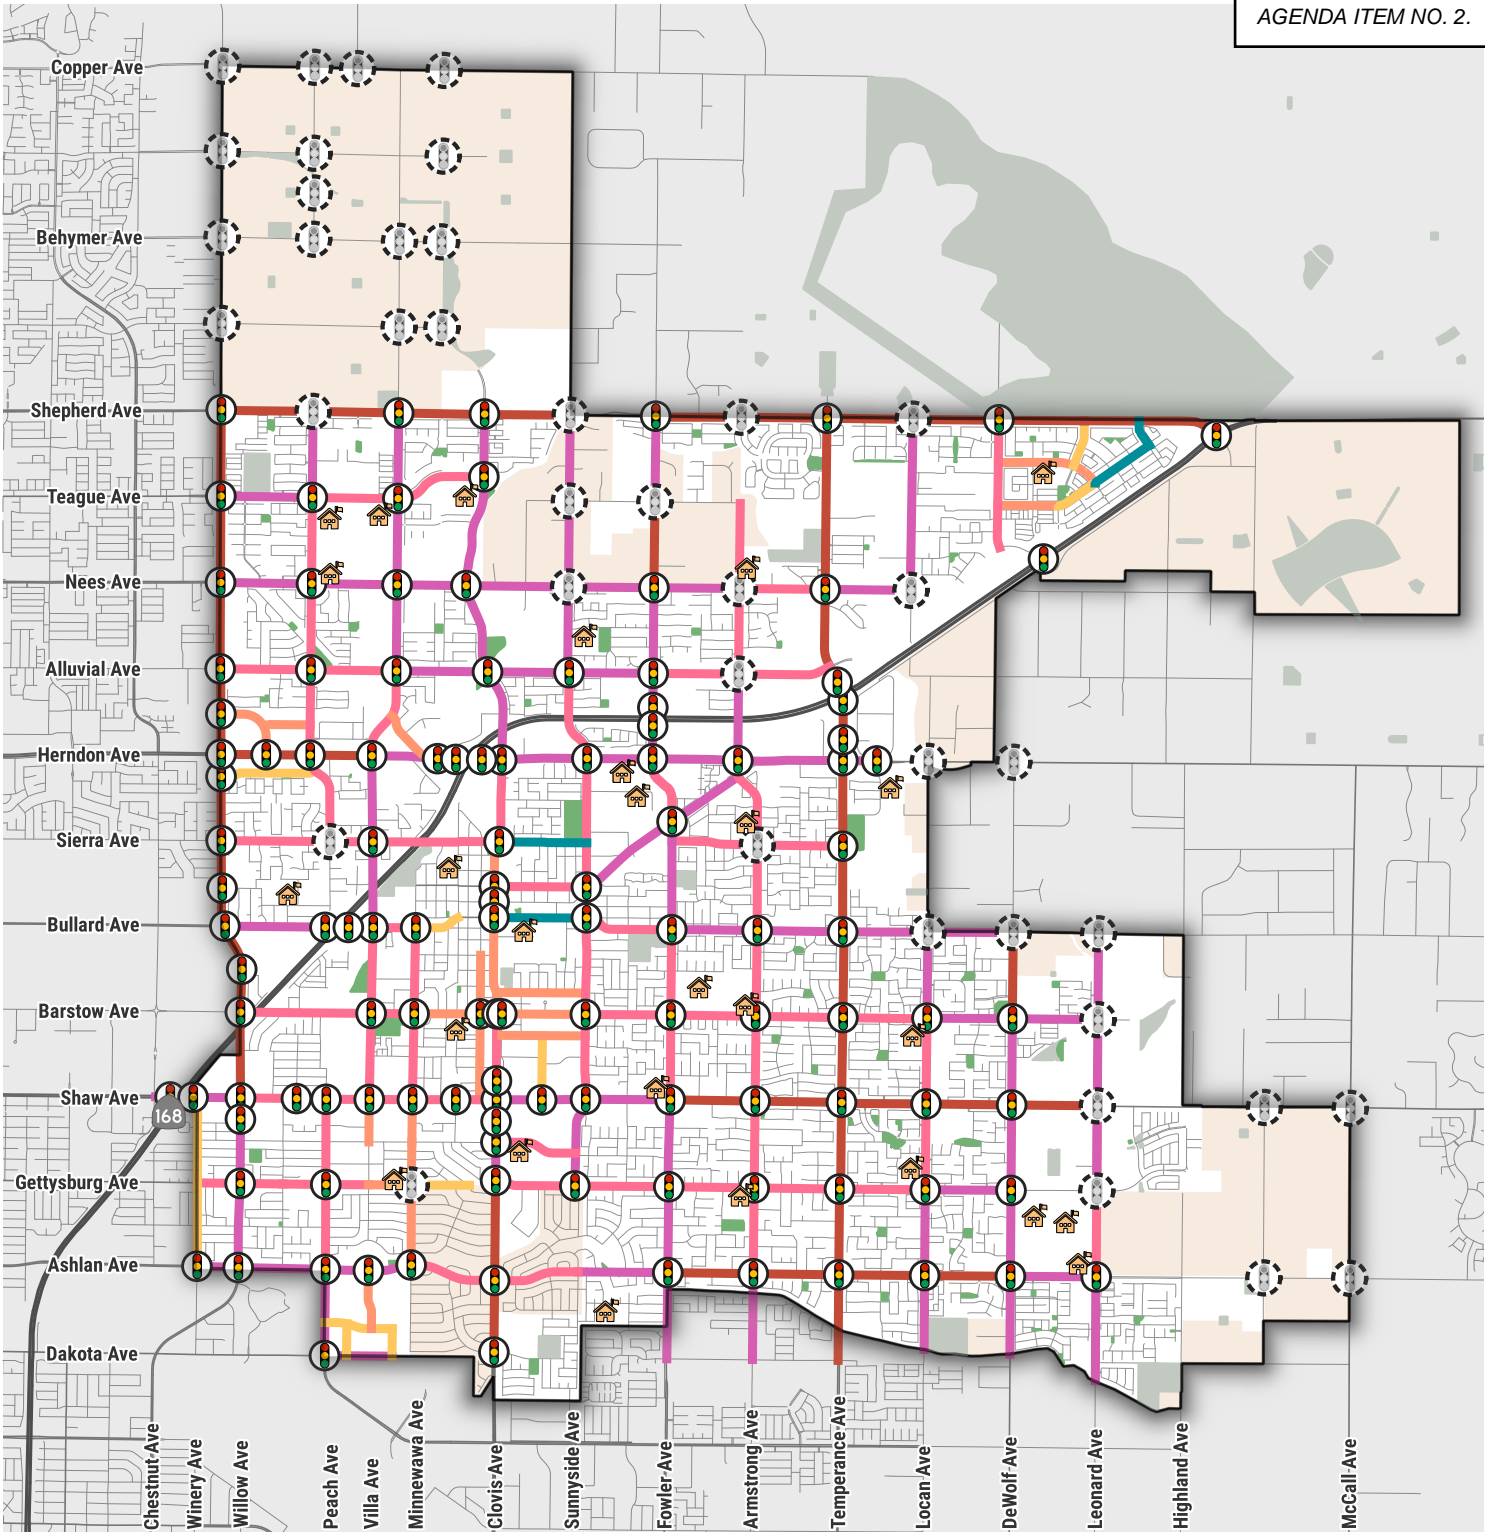 AGENDA ITEM NO. 2.
Copper Ave
Behymer Ave
Shepherd Ave
Teague Ave
Nees Ave
Alluvial Ave
Herndon Ave
Sierra Ave
Bullard Ave
Barstow Ave
Shaw Ave
168
Gettysburg Ave
Ashlan Ave
Dakota Ave
Chestnut Ave
Winery Ave
Willow Ave
Peach Ave
Villa Ave
Minnewawa Ave
Clovis Ave
Sunnyside Ave
Fowler Ave
Armstrong Ave
Temperance Ave
Locan Ave
DeWolf Ave
Leonard Ave
Highland Ave
McCall Ave